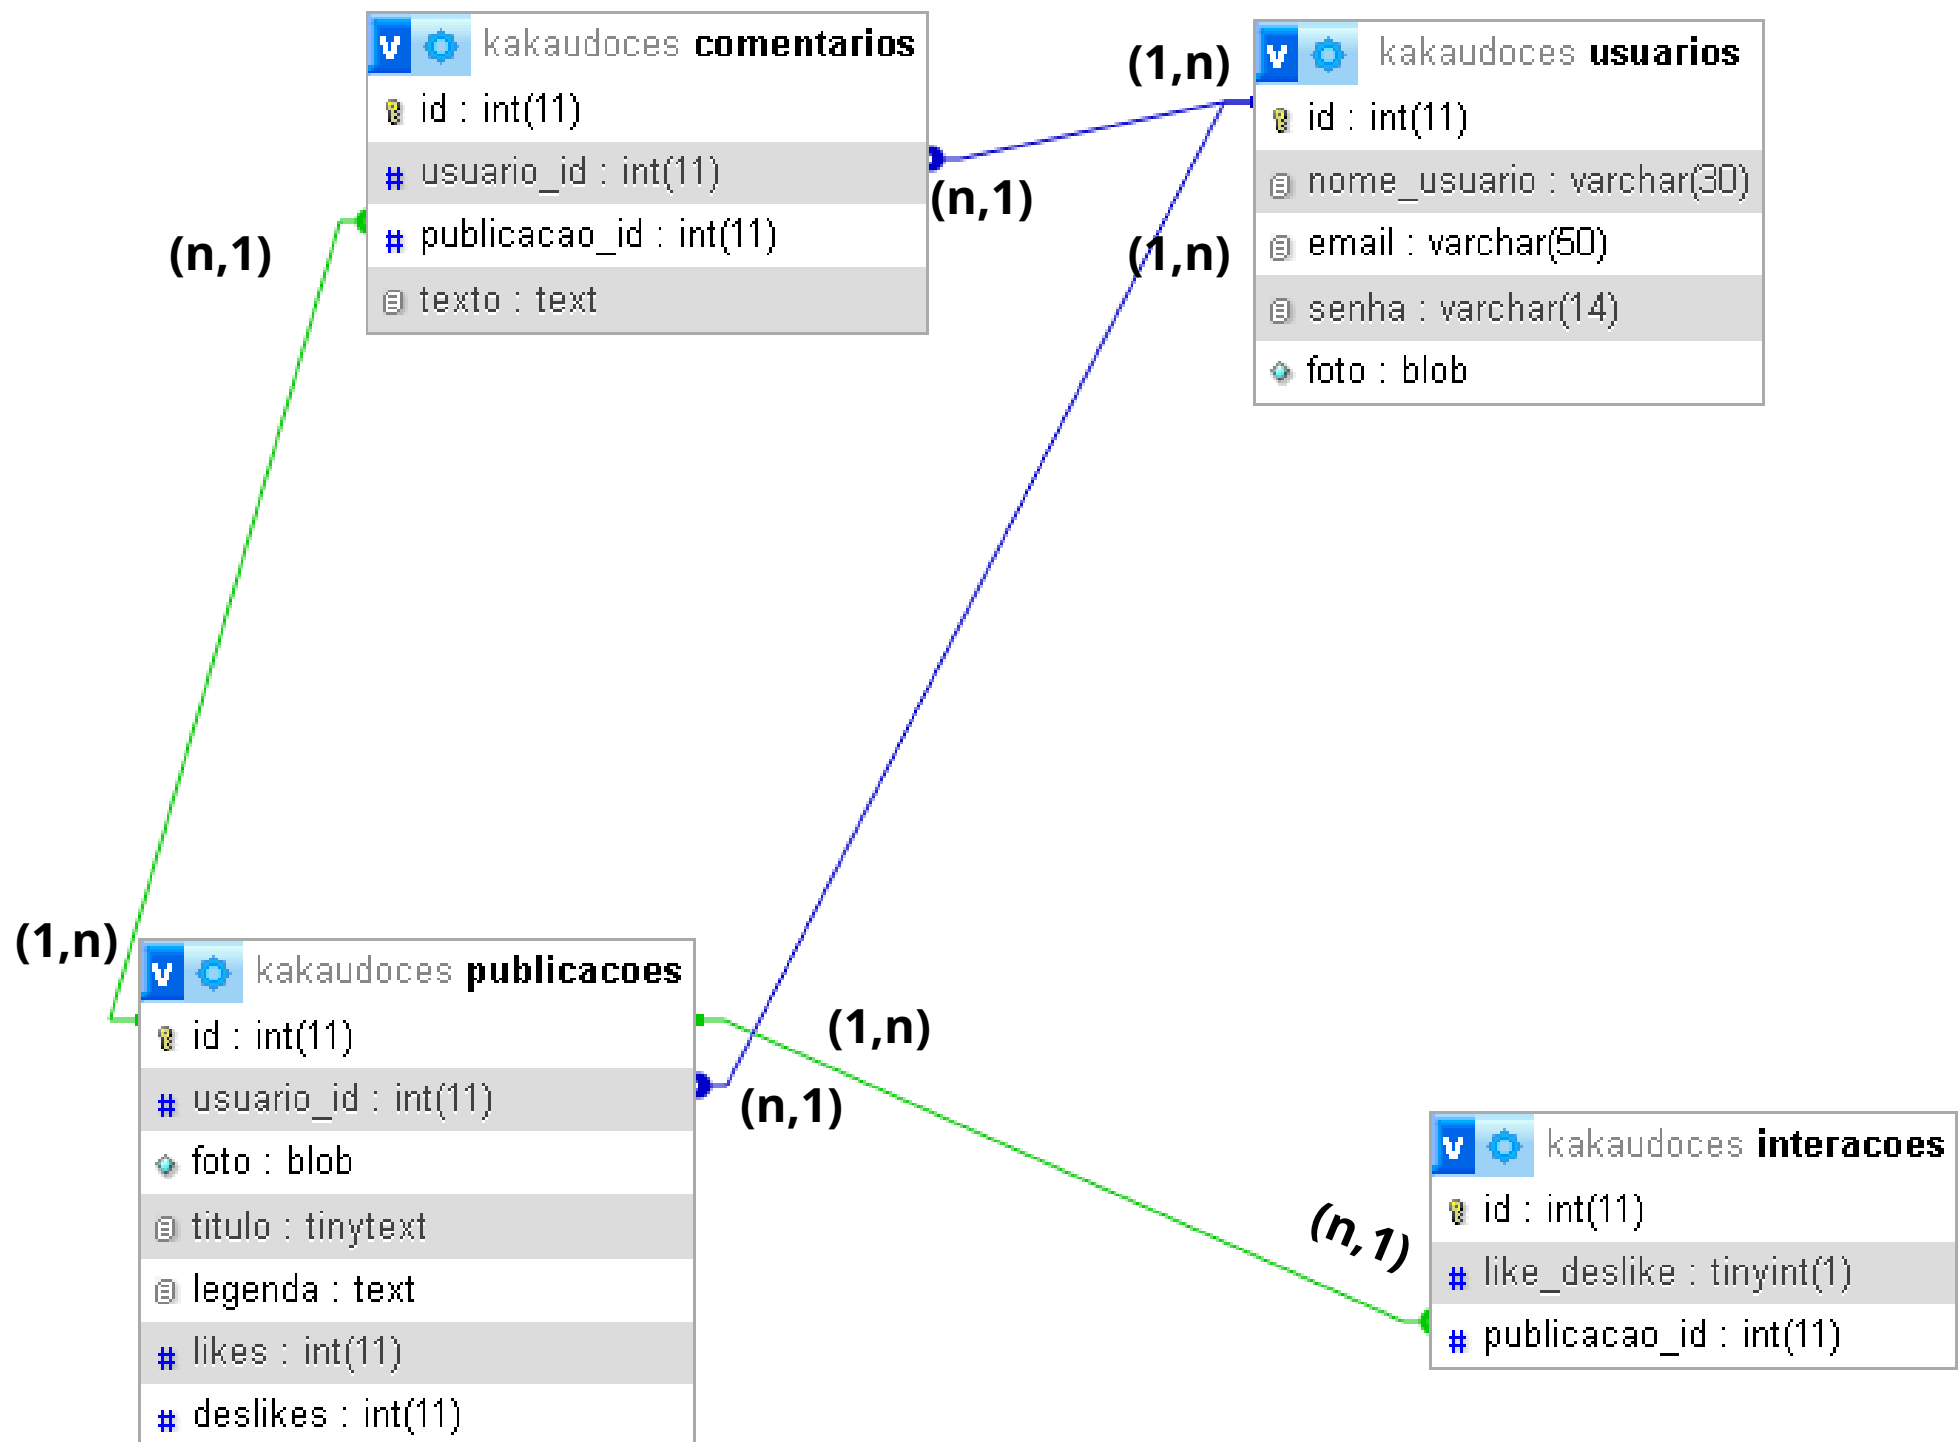 v kakaudoces comentarios
id : int(11)
# usuario_id : int(11)
# publicacao_id : int(11)
texto : text
(1,n)
(n,1)
(1,n)
(n,1)
v kakaudoces usuarios
id : int(11)
nome_usuario : varchar(30)
email : varchar(50)
senha : varchar(14)
foto : blob
(1,n)
v kakaudoces publicacoes
id : int(11)
# usuario_id : int(11)
foto : blob
titulo : tinytext
legenda : text
# likes : int(11)
# deslikes : int(11)
(1,n)
(n,1)
(n,1)
v kakaudoces interacoes
id : int(11)
# like_deslike : tinyint(1)
# publicacao_id : int(11)